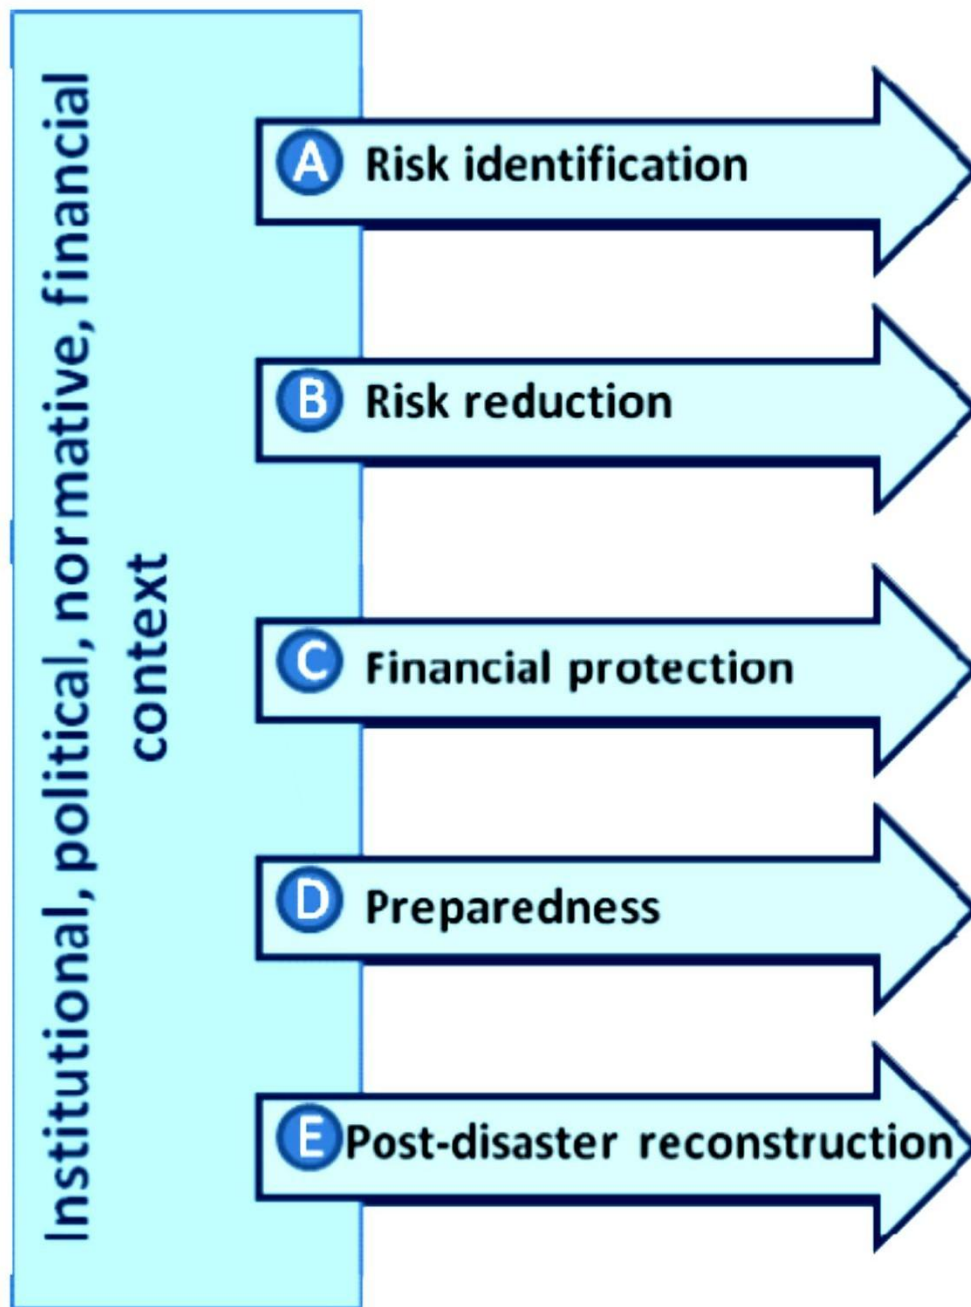 Institutional, political, normative, financial
context
A Risk identification
B Risk reduction
C Financial protection
D Preparedness
E Post-disaster reconstruction